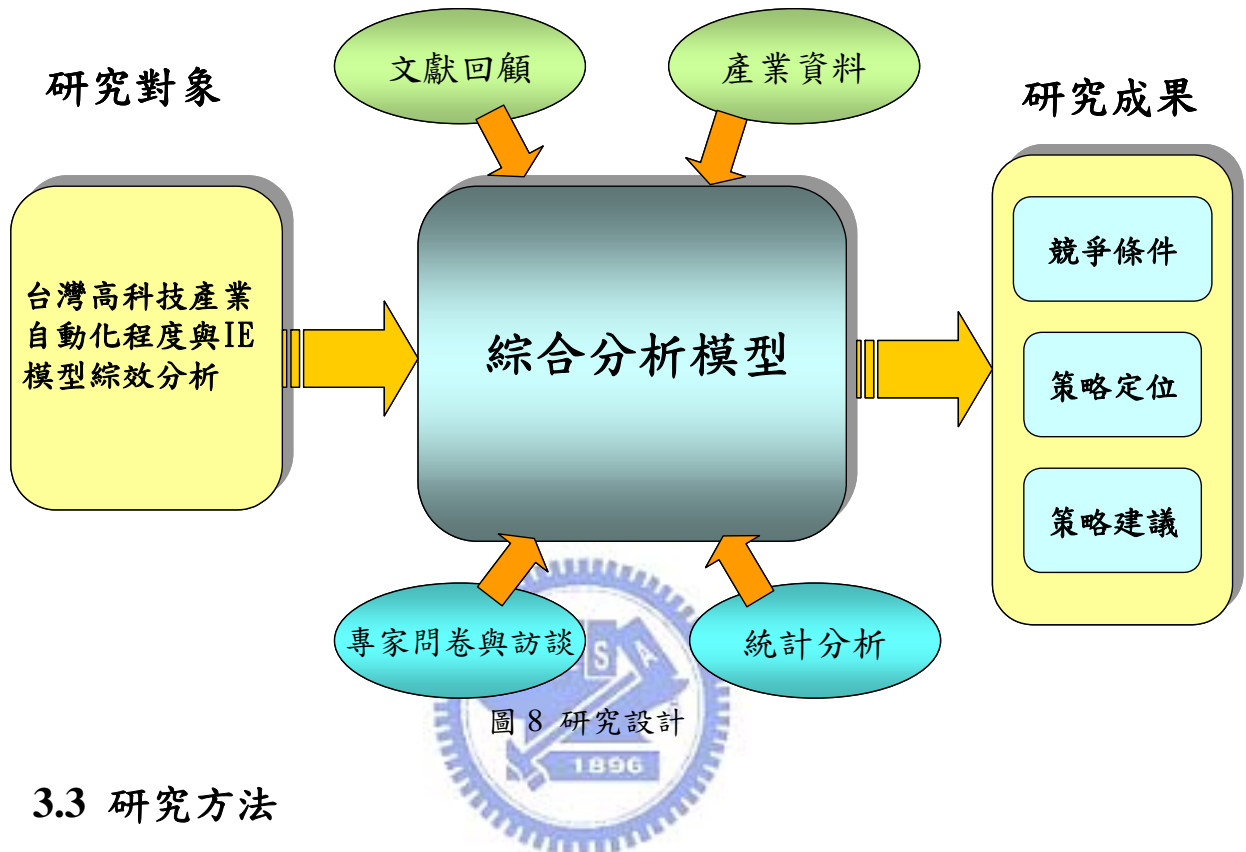 文獻回顧
產業資料
研究對象
研究成果
台灣高科技產業
自動化程度與IE
模型綜效分析
綜合分析模型
競爭條件
策略定位
策略建議
專家問卷與訪談
統計分析
圖 8 研究設計
1896
3.3 研究方法